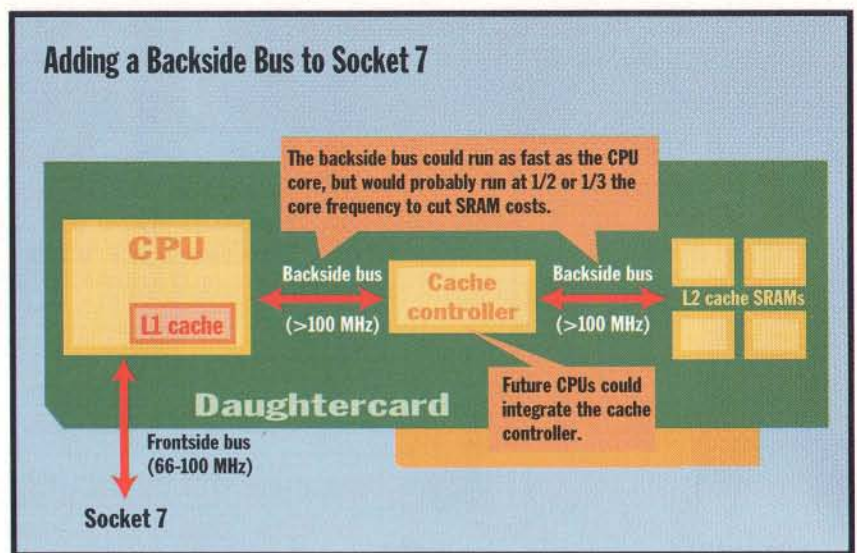 Adding a Backside Bus to Socket 7
The backside bus could run as fast as the CPU
core, but would probably run at 1/2 or 1/3 the
core frequency to cut SRAM costs.
CPU
L1 cache
Backside bus
(>100 MHz)
Cache
controller
Backside bus
(>100 MHz)
L2 cache SRAMs
Future CPUs could
integrate the cache
controller.
Daughtercard
Frontside bus
(66-100 MHz)
Socket 7